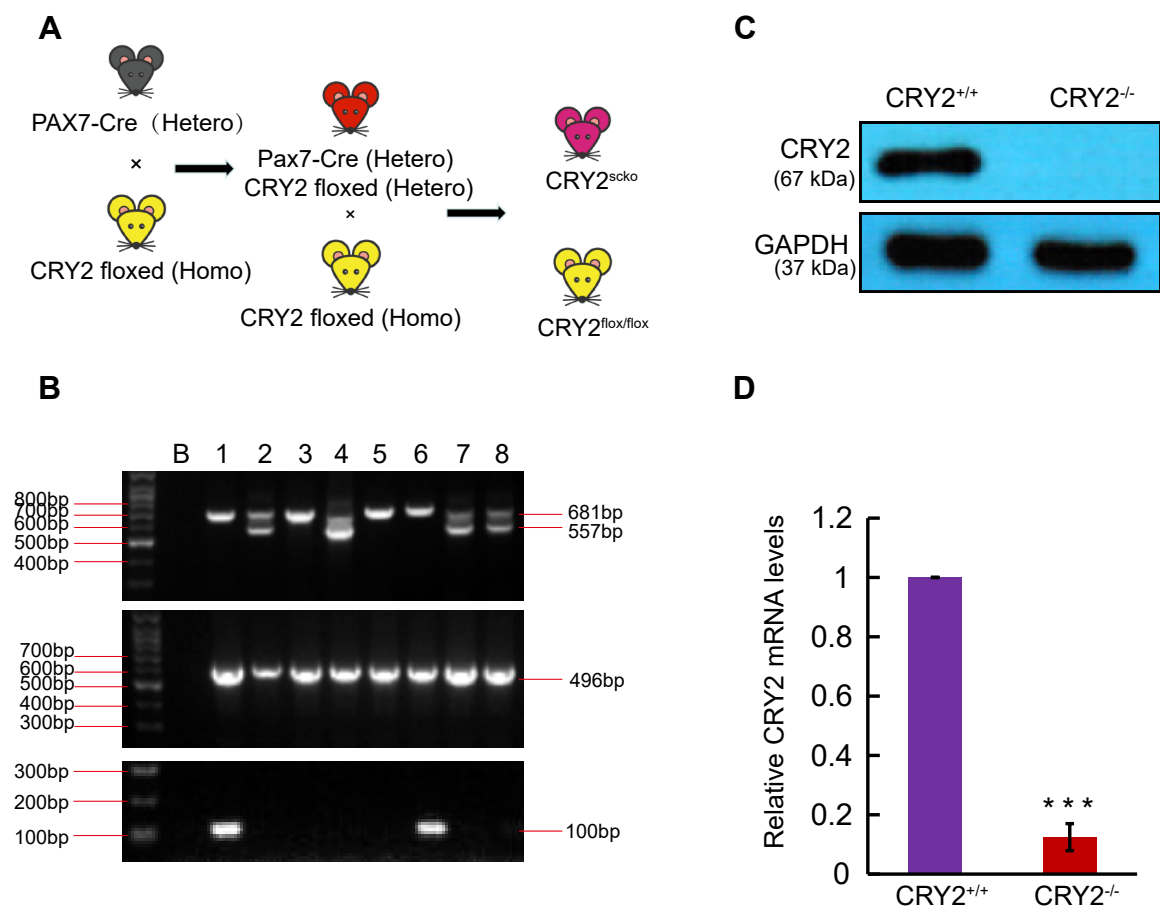 A
PAX7-Cre（Hetero）
×
CRY2 floxed (Homo)
Pax7-Cre (Hetero)
CRY2 floxed (Hetero)
×
CRY2 floxed (Homo)
CRY2scko
CRY2flox/flox
B
B 1 2 3 4 5 6 7 8
800bp
700bp
600bp
500bp
400bp
681bp
557bp
700bp
600bp
500bp
400bp
300bp
496bp
300bp
200bp
100bp
100bp
C
CRY2+/+ CRY2-/-
CRY2
(67 kDa)
GAPDH
(37 kDa)
D
Relative CRY2 mRNA levels
1.2
1
0.8
0.6
0.4
0.2
0
***
CRY2+/+ CRY2-/-